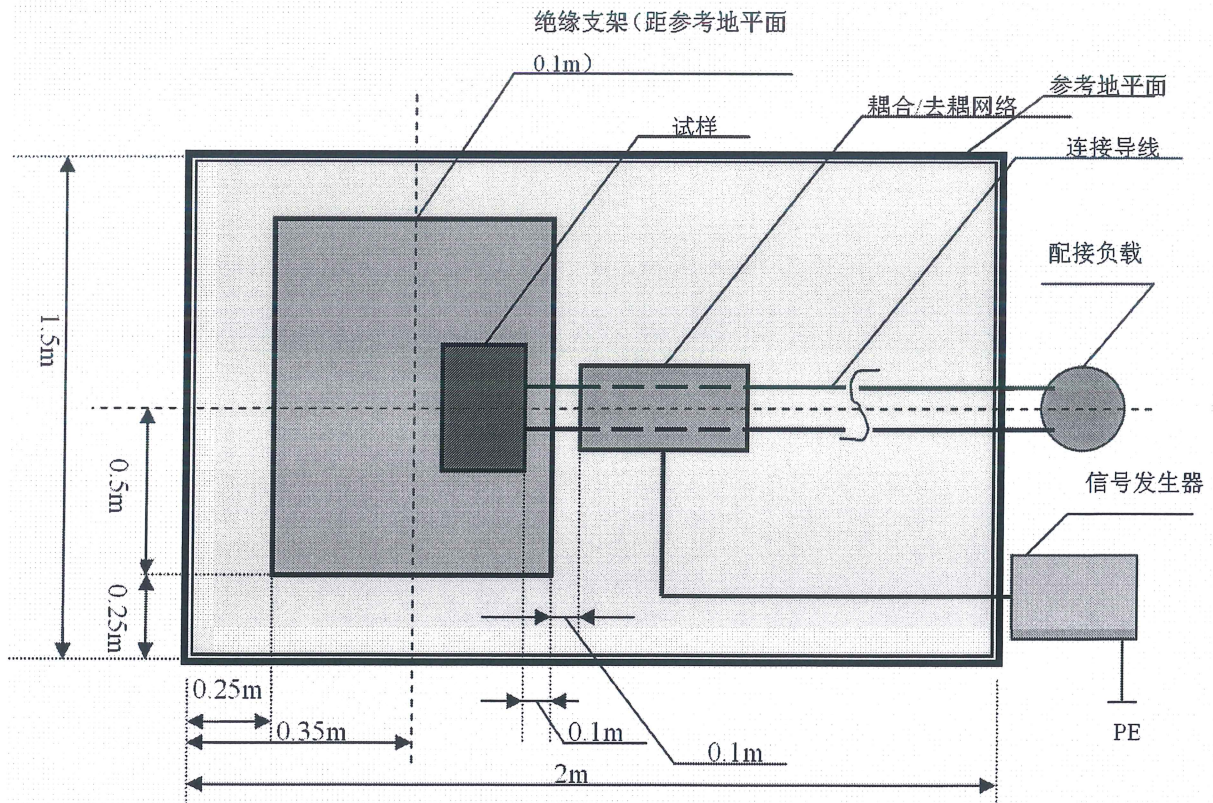 绝缘支架（距参考地平面
0.1m）
参考地平面
耦合/去耦网络
试样
连接导线
配接负载
1.5m
0.5m
信号发生器
0.25m
0.25m
0.35m
0.1m
0.1m
PE
2m